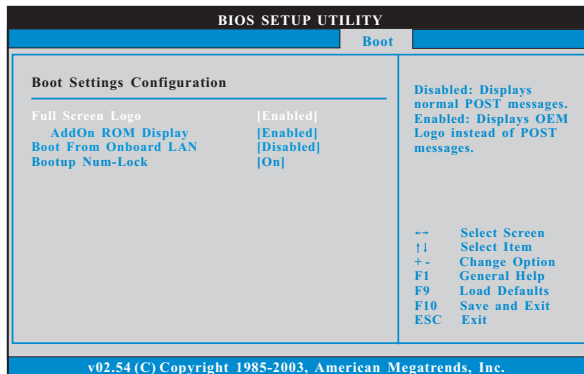 BIOS SETUP UTILITY
Boot
Boot Settings Configuration
Full Screen Logo [Enabled]
AddOn ROM Display [Enabled]
Boot From Onboard LAN [Disabled]
Bootup Num-Lock [On]
Disabled: Displays
normal POST messages.
Enabled: Displays OEM
Logo instead of POST
messages.
←→ Select Screen
↑↓ Select Item
+ - Change Option
F1 General Help
F9 Load Defaults
F10 Save and Exit
ESC Exit
v02.54 (C) Copyright 1985-2003, American Megatrends, Inc.